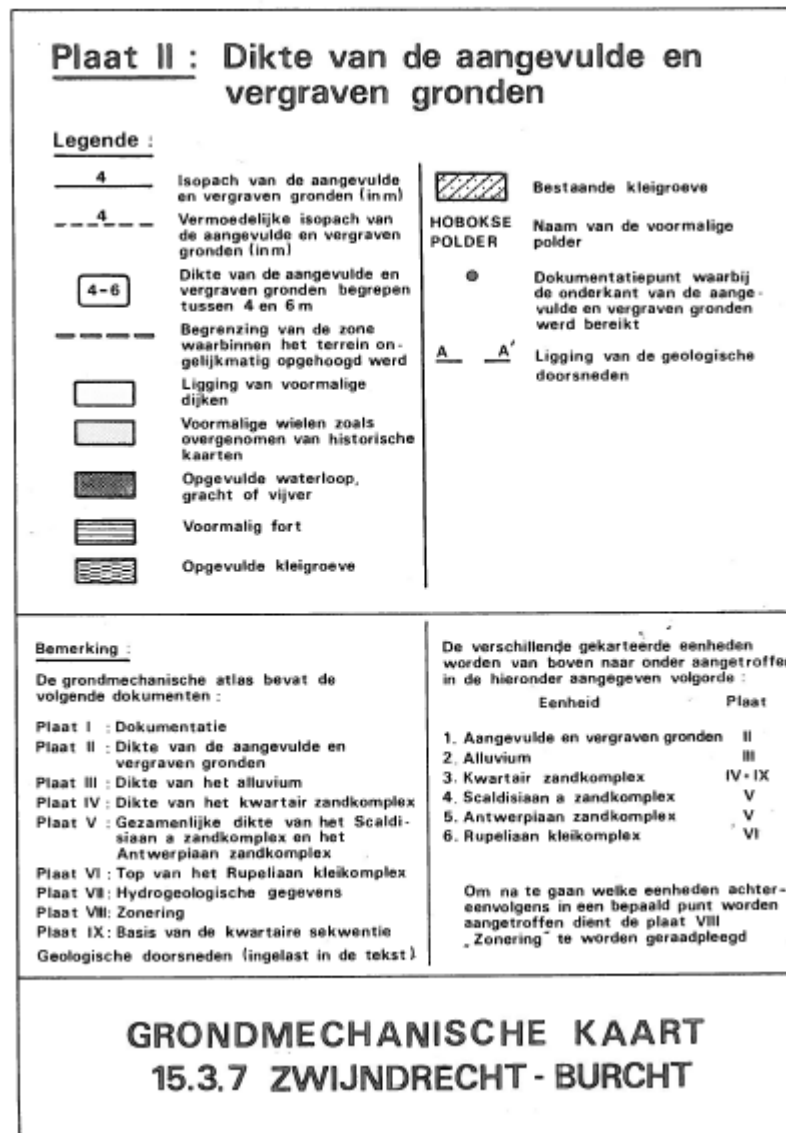 Plaat II : Dikte van de aangevulde en
vergraven gronden
Legende :
4
Isopach van de aangevulde
en vergraven gronden (in m)
4
Vermoedelijke isopach van
de aangevulde en vergraven
gronden (in m)
4-6
Dikte van de aangevulde en
vergraven gronden begrepen
tussen 4 en 6 m
Begrenzing van de zone
waarbinnen het terrein on-
gelijkmatig opgehoogd werd
Ligging van voormalige
dijken
Voormalige wielen zoals
overgenomen van historische
kaarten
Opgevulde waterloop,
gracht of vijver
Voormalig fort
Opgevulde kleigroeve
Bestaande kleigroeve
HOBOKSE
POLDER
Naam van de voormalige
polder
Dokumentatiepunt waarbij
de onderkant van de aange-
vulde en vergraven gronden
werd bereikt
A A'
Ligging van de geologische
doorsneden
Bemerking :
De grondmechanische atlas bevat de
volgende dokumenten :
Plaat I : Dokumentatie
Plaat II : Dikte van de aangevulde en
vergraven gronden
Plaat III : Dikte van het alluvium
Plaat IV : Dikte van het kwartair zandkomplex
Plaat V : Gezamenlijke dikte van het Scaldi-
siaan a zandkomplex en het
Antwerpiaan zandkomplex
Plaat VI : Top van het Rupeliaan kleikomplex
Plaat VII : Hydrogeologische gegevens
Plaat VIII : Zonering
Plaat IX : Basis van de kwartaire sekwentie
Geologische doorsneden (ingelast in de tekst)
De verschillende gekarteerde eenheden
worden van boven naar onder aangetroffen
in de hieronder aangegeven volgorde :
Eenheid Plaat
1. Aangevulde en vergraven gronden II
2. Alluvium III
3. Kwartair zandkomplex IV - IX
4. Scaldisiaan a zandkomplex V
5. Antwerpiaan zandkomplex V
6. Rupeliaan kleikomplex VI
Om na te gaan welke eenheden achter-
eenvolgens in een bepaald punt worden
aangetroffen dient de plaat VIII
„Zonering" te worden geraadpleegd
GRONDMECHANISCHE KAART
15.3.7 ZWIJNDRECHT - BURCHT